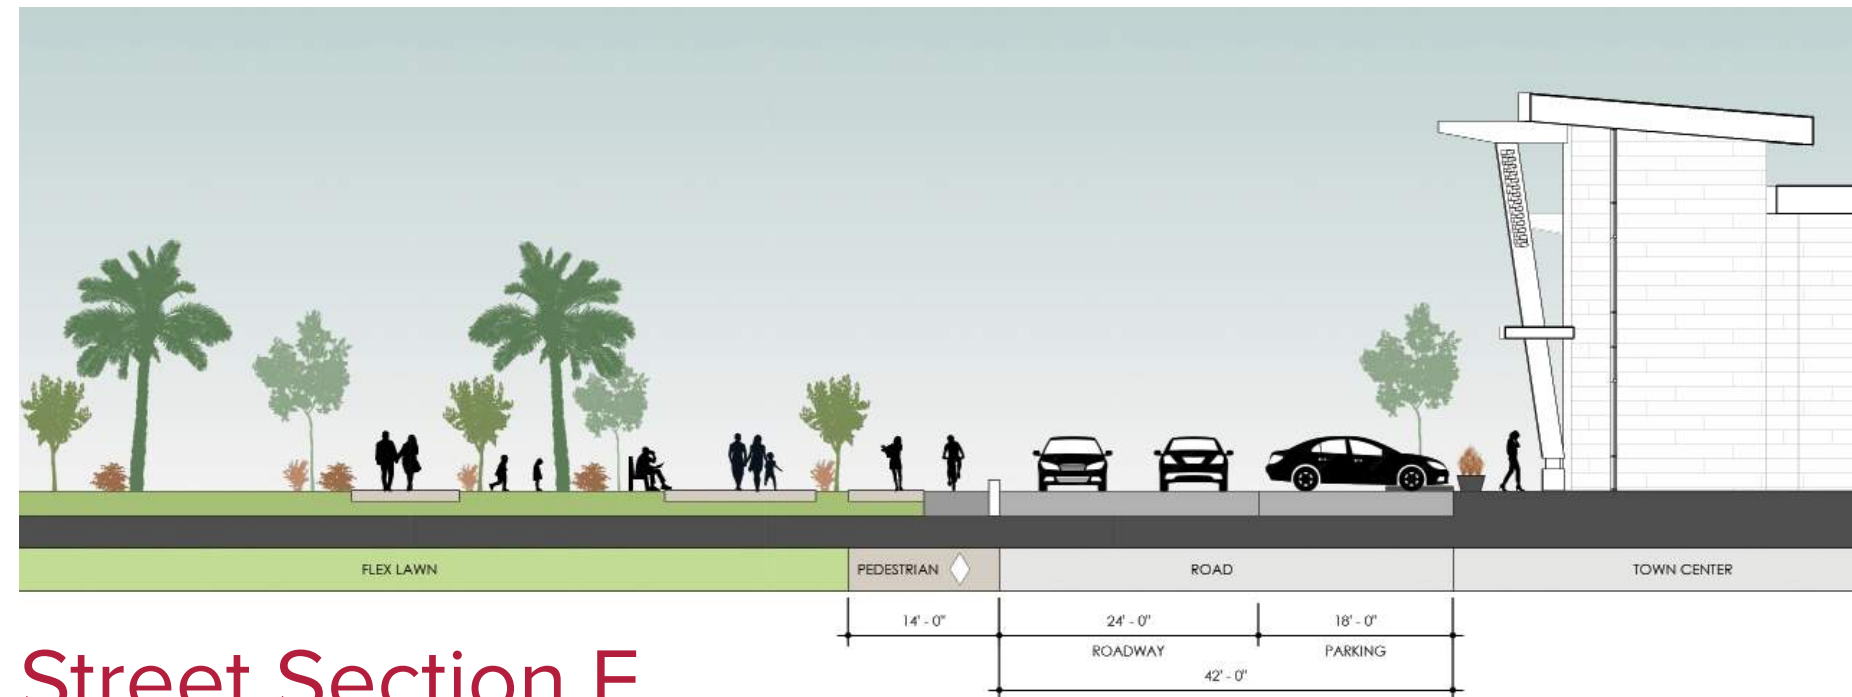 FLEX LAWN PEDESTRIAN ROAD TOWN CENTER
14' - 0" 24' - 0" 18' - 0"
ROADWAY PARKING
42' - 0"
Street Section